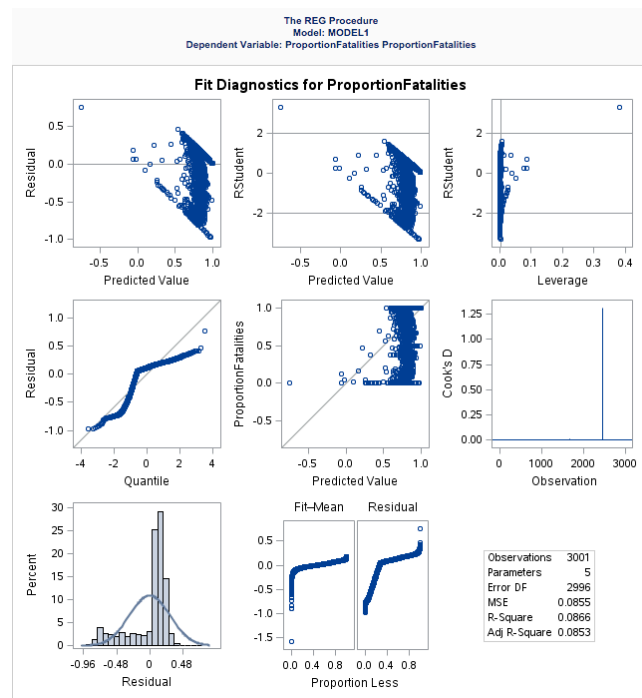 The REG Procedure
Model: MODEL1
Dependent Variable: ProportionFatalities ProportionFatalities
Fit Diagnostics for ProportionFatalities
Residual
0.5
0.0
-0.5
-1.0
-0.5 0.0 0.5 1.0
Predicted Value
RStudent
2
0
-2
-0.5 0.0 0.5 1.0
Predicted Value
RStudent
2
0
-2
0.0 0.1 0.2 0.3 0.4
Leverage
Residual
1.0
0.5
0.0
-0.5
-1.0
-4 -2 0 2 4
Quantile
ProportionFatalities
1.0
0.5
0.0
-0.5
-0.5 0.0 0.5 1.0
Predicted Value
Cook's D
1.25
1.00
0.75
0.50
0.25
0.00
0 1000 2000 3000
Observation
Percent
30
25
20
15
10
5
0
-0.96 -0.48 0 0.48
Residual
Fit–Mean Residual
0.5
0.0
-0.5
-1.0
-1.5
0.0 0.4 0.8 0.0 0.4 0.8
Proportion Less
Observations 3001
Parameters 5
Error DF 2996
MSE 0.0855
R-Square 0.0866
Adj R-Square 0.0853